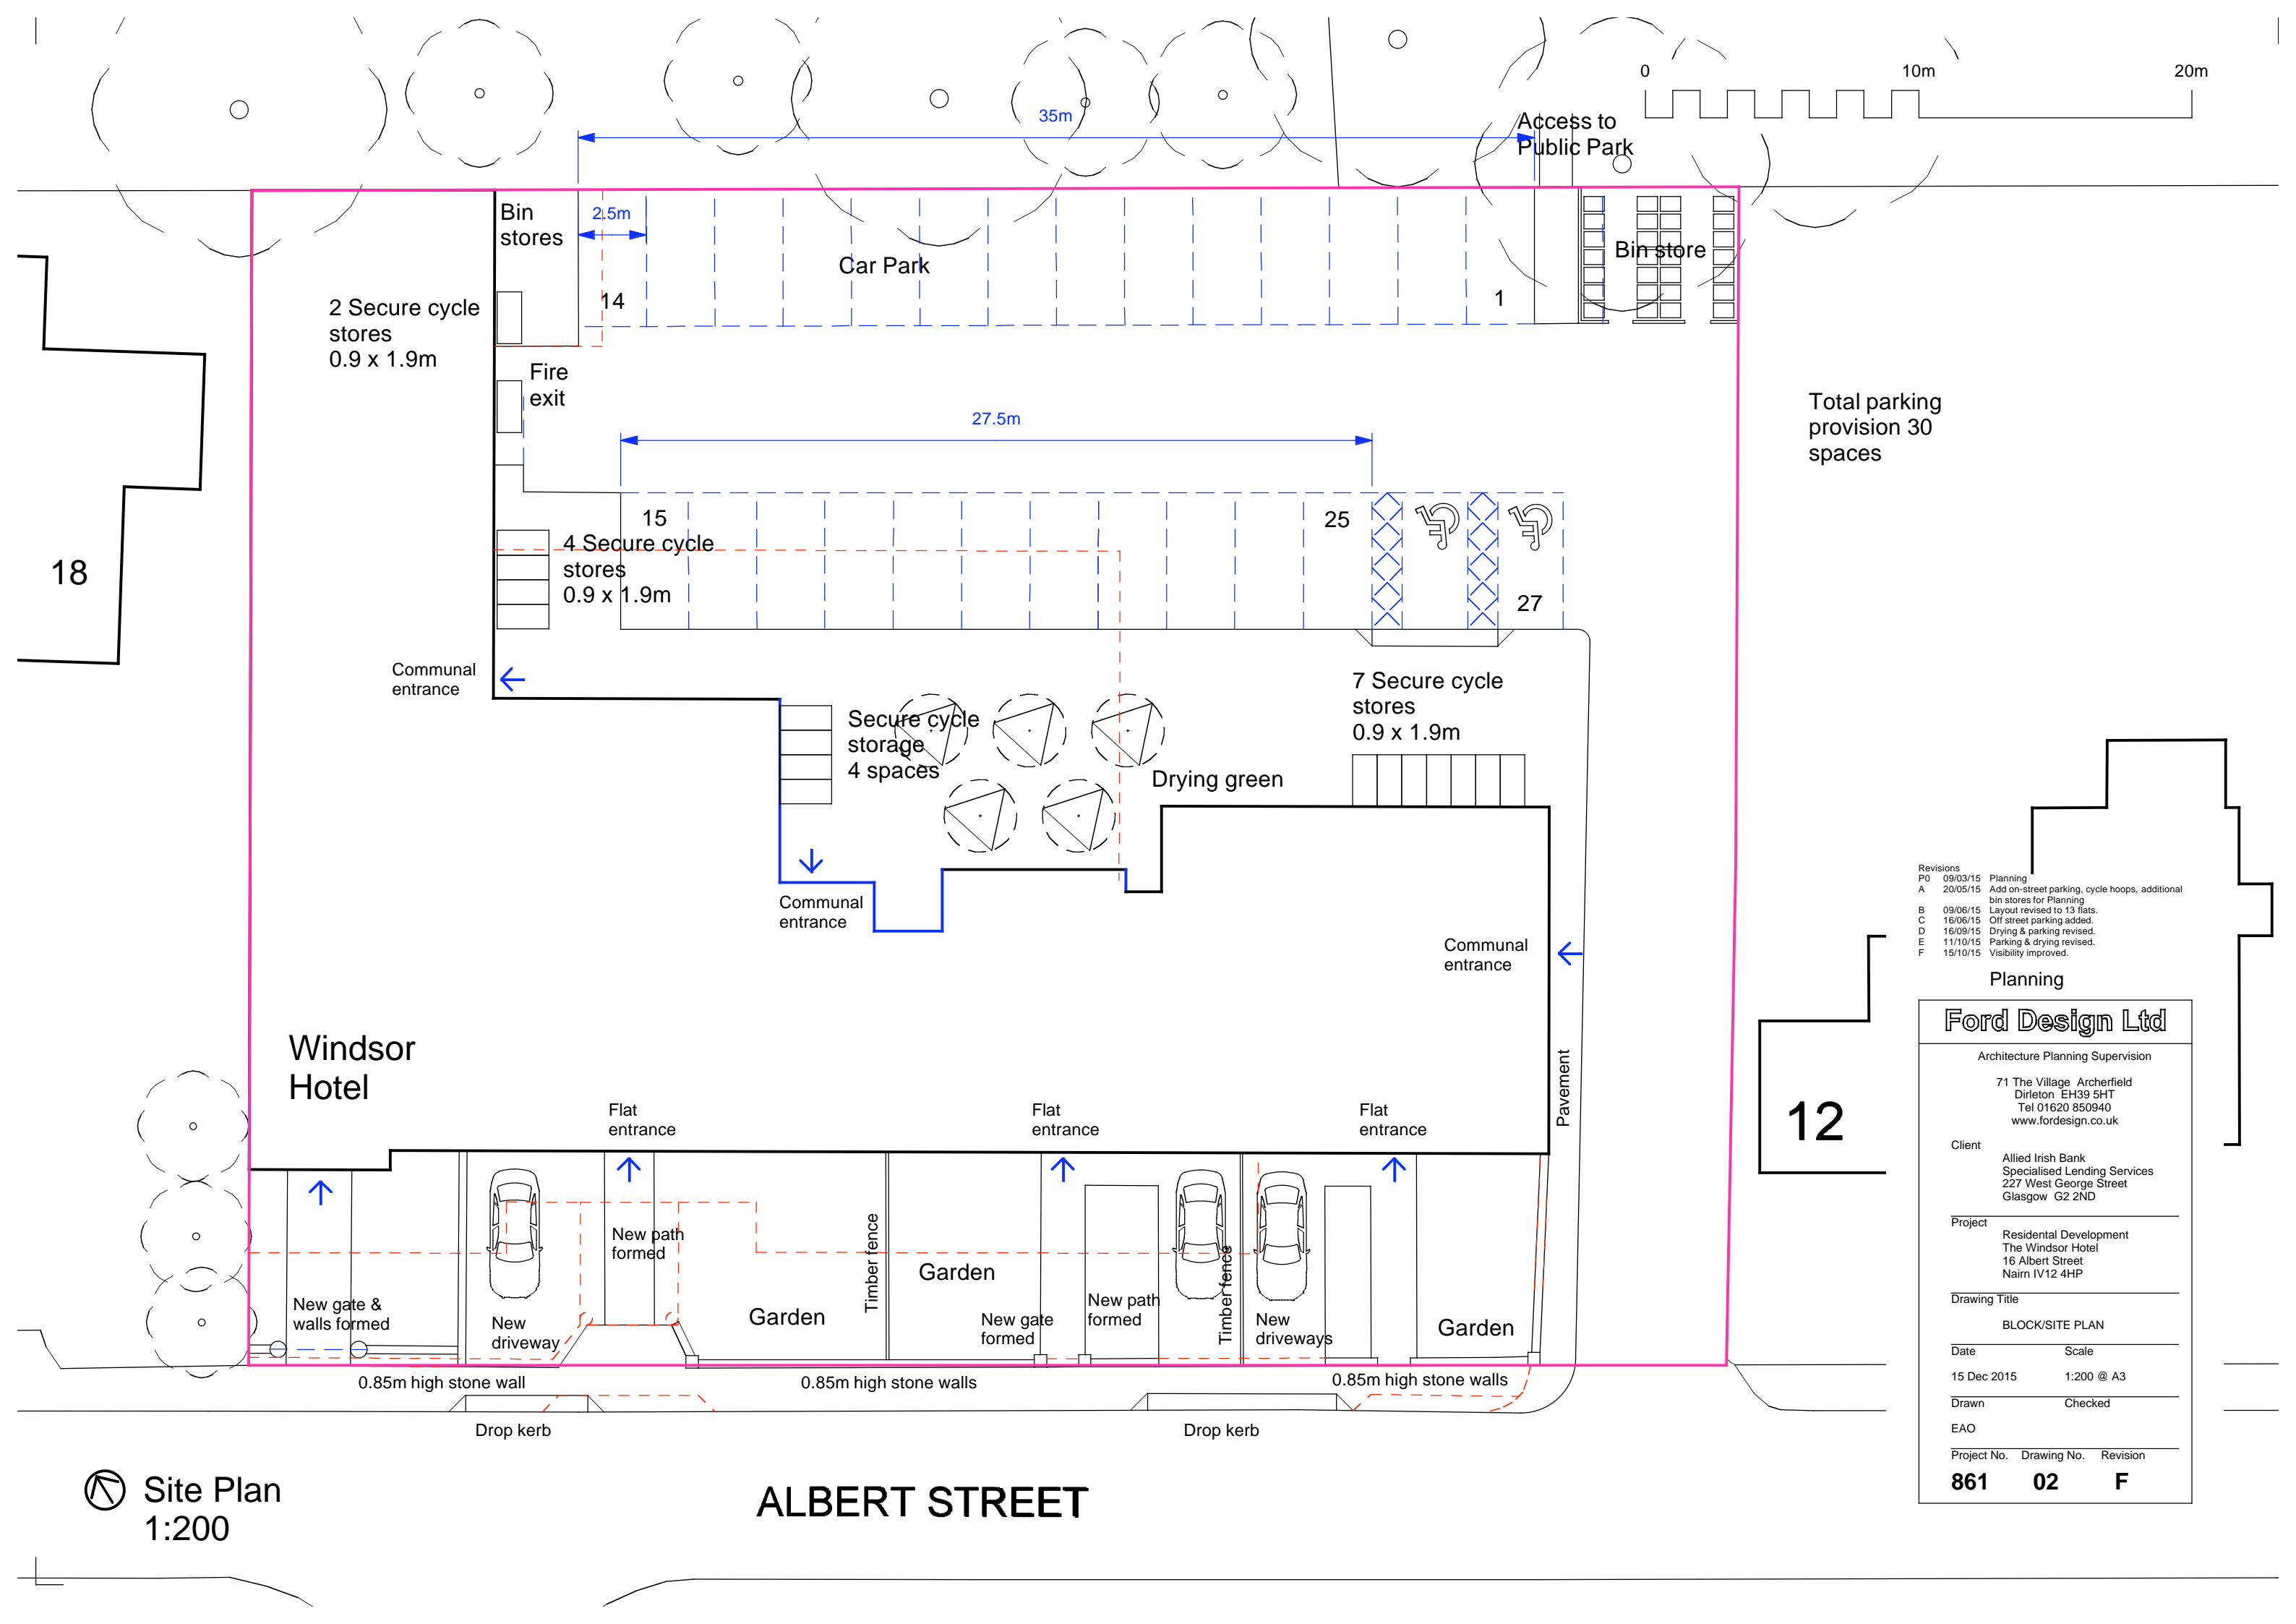 0 10m 20m
35m
Access to
Public Park
Bin
stores
2.5m
Car Park
Bin store
14
1
2 Secure cycle
stores
0.9 x 1.9m
Fire
exit
27.5m
Total parking
provision 30
spaces
15
25
4 Secure cycle
stores
0.9 x 1.9m
27
18
Communal
entrance
7 Secure cycle
stores
0.9 x 1.9m
Secure cycle
storage
4 spaces
Drying green
Communal
entrance
Communal
entrance
Windsor
Hotel
Pavement
Flat
entrance
Flat
entrance
Flat
entrance
12
New path
formed
Timber fence
Garden
Garden
New gate &
walls formed
New
driveway
New gate
formed
New path
formed
Timber fence
New
driveways
Garden
0.85m high stone wall
0.85m high stone walls
0.85m high stone walls
Drop kerb
Drop kerb
Site Plan
1:200
ALBERT STREET
Revisions
P0 09/03/15 Planning
A 20/05/15 Add on-street parking, cycle hoops, additional
bin stores for Planning
B 09/06/15 Layout revised to 13 flats.
C 16/06/15 Off street parking added.
D 16/09/15 Drying & parking revised.
E 11/10/15 Parking & drying revised.
F 15/10/15 Visibility improved.
Planning
Ford Design Ltd
Architecture Planning Supervision
71 The Village Archerfield
Dirleton EH39 5HT
Tel 01620 850940
www.fordesign.co.uk
Client
Allied Irish Bank
Specialised Lending Services
227 West George Street
Glasgow G2 2ND
Project
Residental Development
The Windsor Hotel
16 Albert Street
Nairn IV12 4HP
Drawing Title
BLOCK/SITE PLAN
Date Scale
15 Dec 2015 1:200 @ A3
Drawn Checked
EAO
Project No. Drawing No. Revision
861 02 F